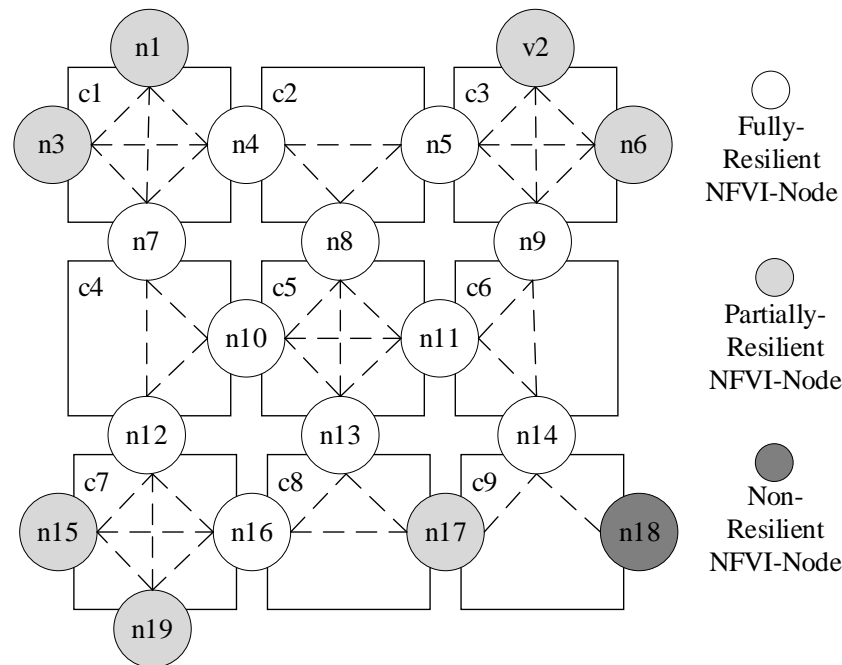 n1
v2
c1
c2
c3
n3
n4
n5
n6
Fully-
Resilient
NFVI-Node
n7
n8
n9
c4
c5
c6
n10
n11
Partially-
Resilient
NFVI-Node
n12
n13
n14
c7
c8
c9
n15
n16
n17
n18
Non-
Resilient
NFVI-Node
n19